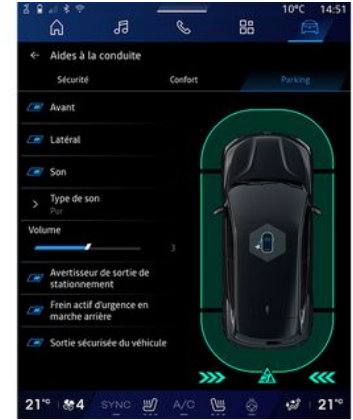 10°C 14:51
Aides à la conduite
Sécurité Confort Parking
Avant
Latéral
Son
Type de son
Pur
Volume
3
Avertisseur de sortie de
stationnement
Frein actif d'urgence en
marche arrière
Sortie sécurisée du véhicule
21°C 4 SYNC A/C 21°C